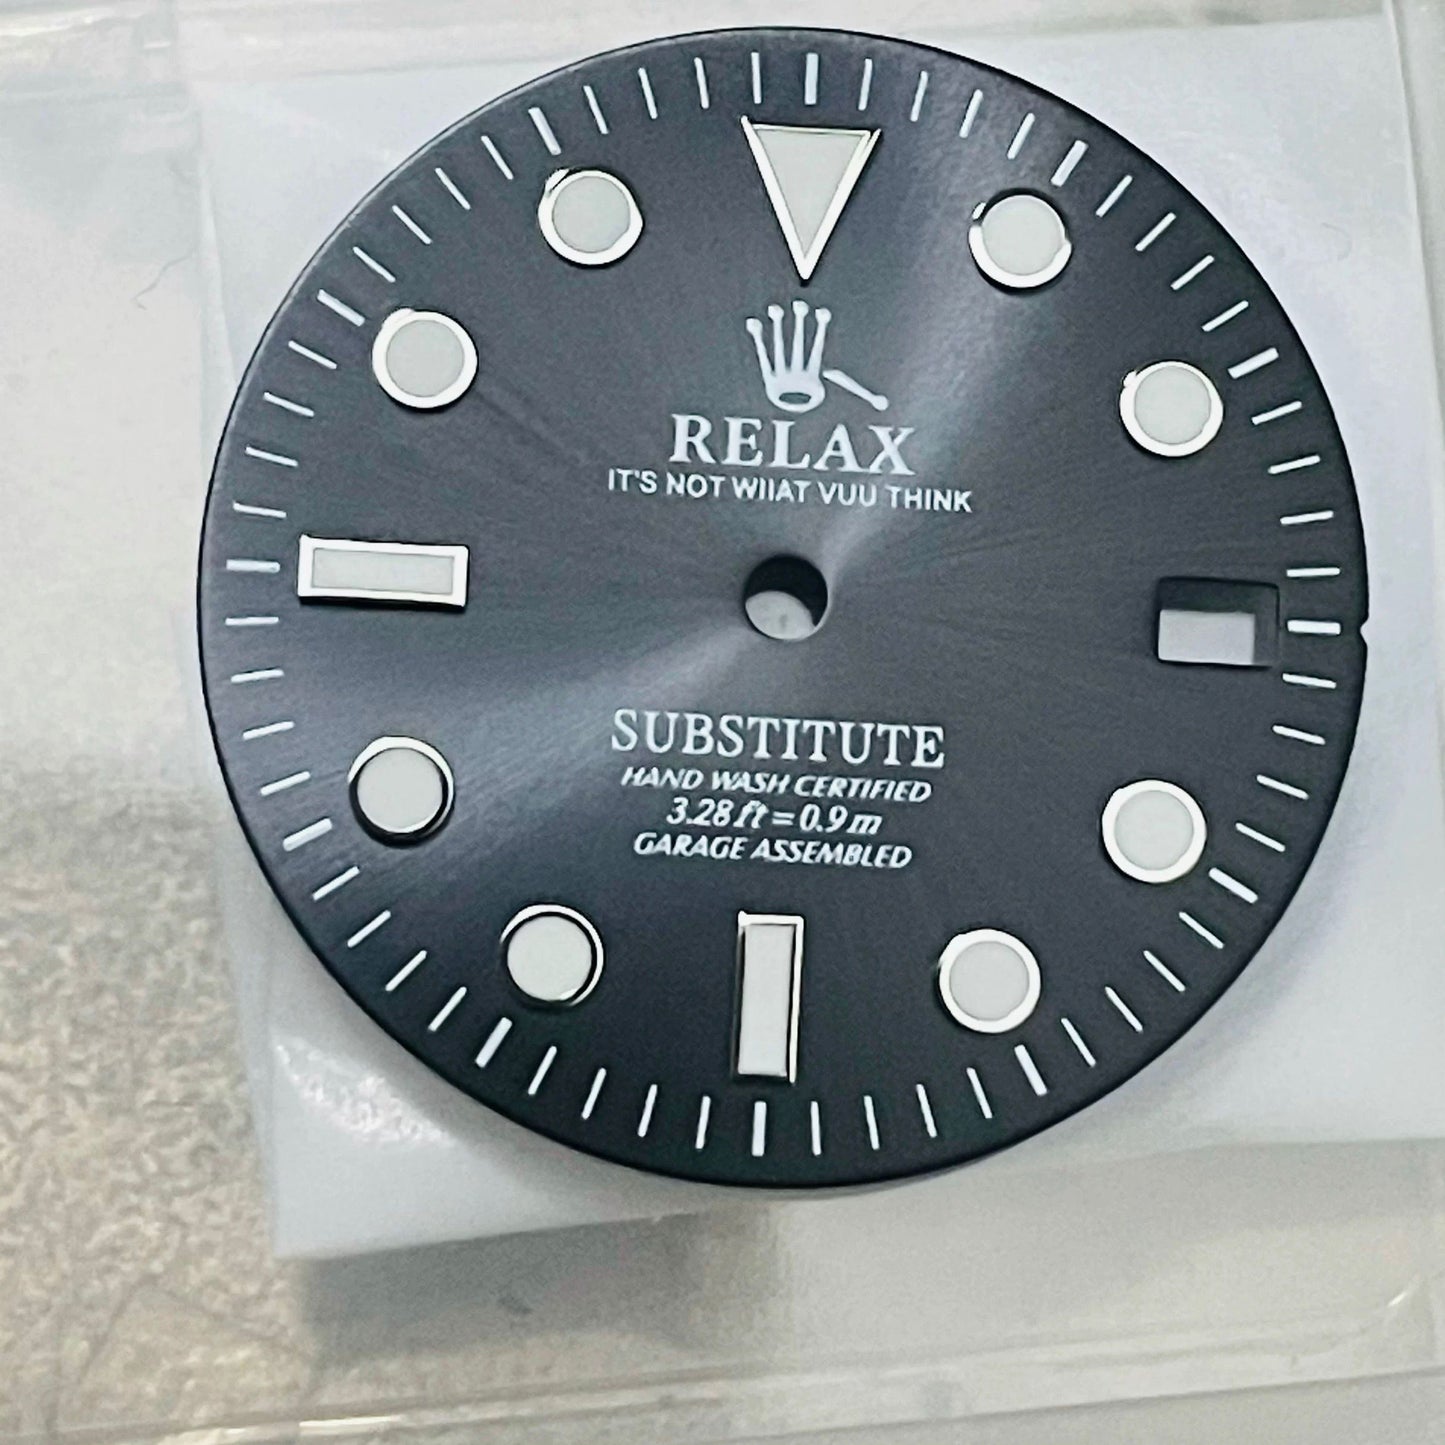 RELAX
IT'S NOT WIIAT VUU THINK
SUBSTITUTE
HAND WASH CERTIFIED
3.28 ft = 0.9 m
GARAGE ASSEMBLED